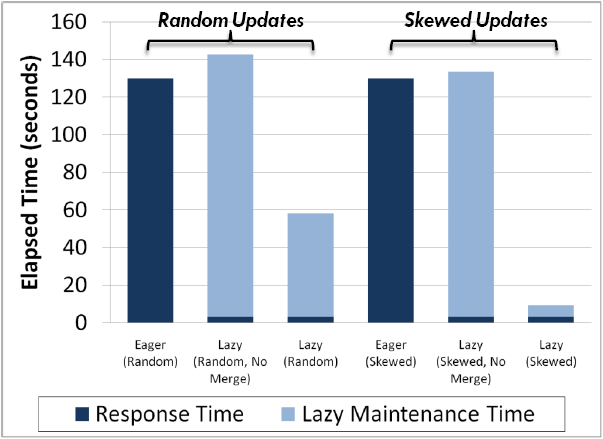 Random Updates
Skewed Updates
Elapsed Time (seconds)
160
140
120
100
80
60
40
20
0
Eager
(Random)
Lazy
(Random, No
Merge)
Lazy
(Random)
Eager
(Skewed)
Lazy
(Skewed, No
Merge)
Lazy
(Skewed)
Response Time
Lazy Maintenance Time